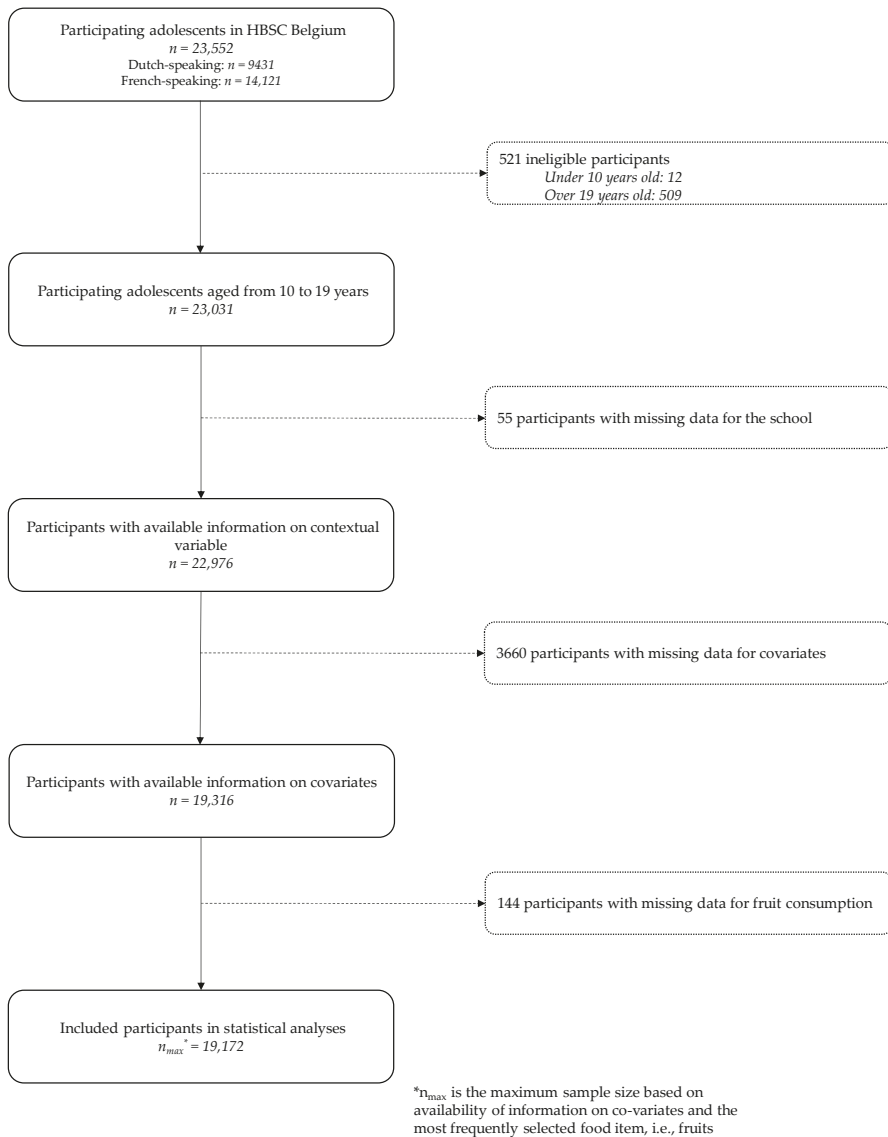 Participating adolescents in HBSC Belgium
n = 23,552
Dutch-speaking: n = 9431
French-speaking: n = 14,121
521 ineligible participants
Under 10 years old: 12
Over 19 years old: 509
Participating adolescents aged from 10 to 19 years
n = 23,031
55 participants with missing data for the school
Participants with available information on contextual
variable
n = 22,976
3660 participants with missing data for covariates
Participants with available information on covariates
n = 19,316
144 participants with missing data for fruit consumption
Included participants in statistical analyses
nmax* = 19,172
*nmax is the maximum sample size based on
availability of information on co-variates and the
most frequently selected food item, i.e., fruits